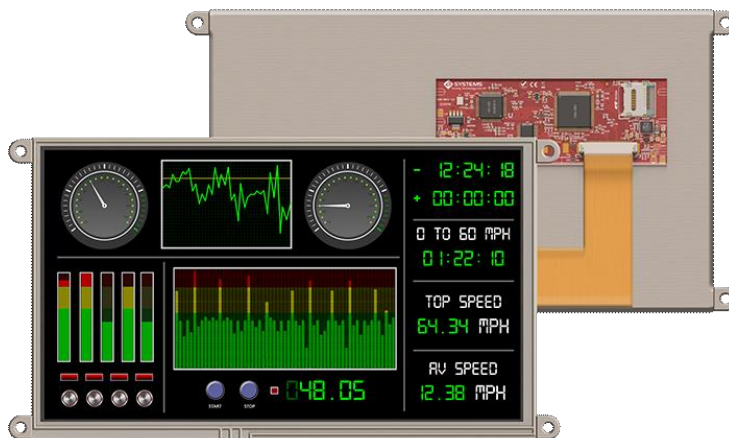 SYSTEMS
- 12:24:18
+ 00:00:00
0 TO 60 MPH
01:22:10
TOP SPEED
64.34 MPH
AV SPEED
12.38 MPH
48.05
START
STOP